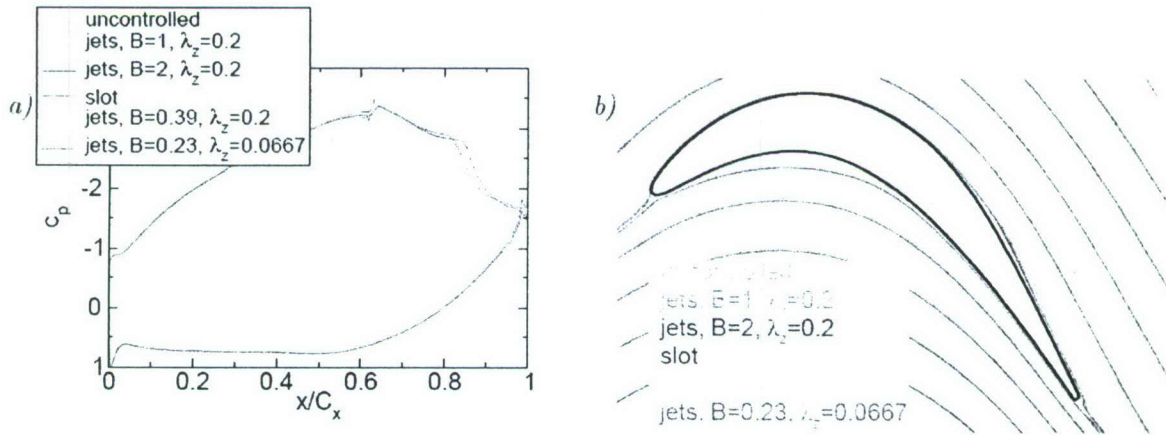 a)
uncontrolled
jets, B=1, λz=0.2
jets, B=2, λz=0.2
slot
jets, B=0.39, λz=0.2
jets, B=0.23, λz=0.0667
-2
-1
0
1
cp
0 0.2 0.4 0.6 0.8 1
x/Cx
b)
jets, B=1, λz=0.2
jets, B=2, λz=0.2
slot
jets. B=0.23, λz=0.0667